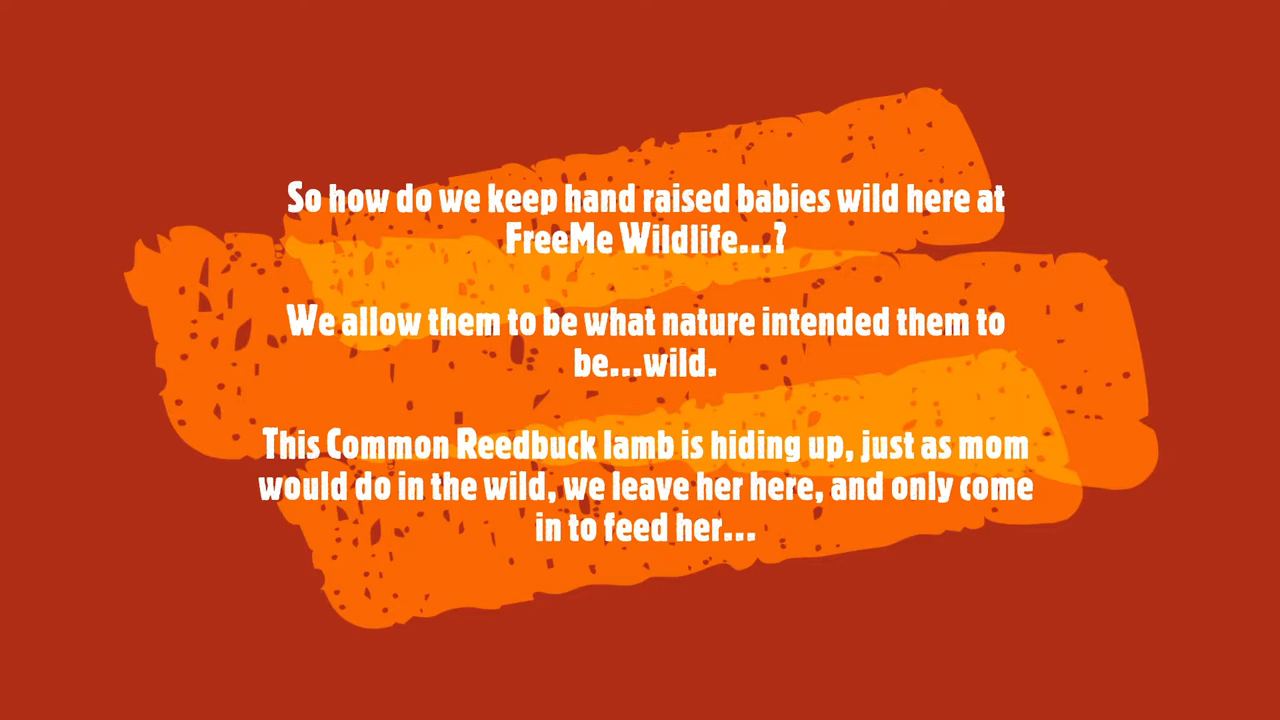 So how do we keep hand raised babies wild here at
FreeMe Wildlife...?
We allow them to be what nature intended them to
be...wild.
This Common Reedbuck lamb is hiding up, just as mom
would do in the wild, we leave her here, and only come
in to feed her...